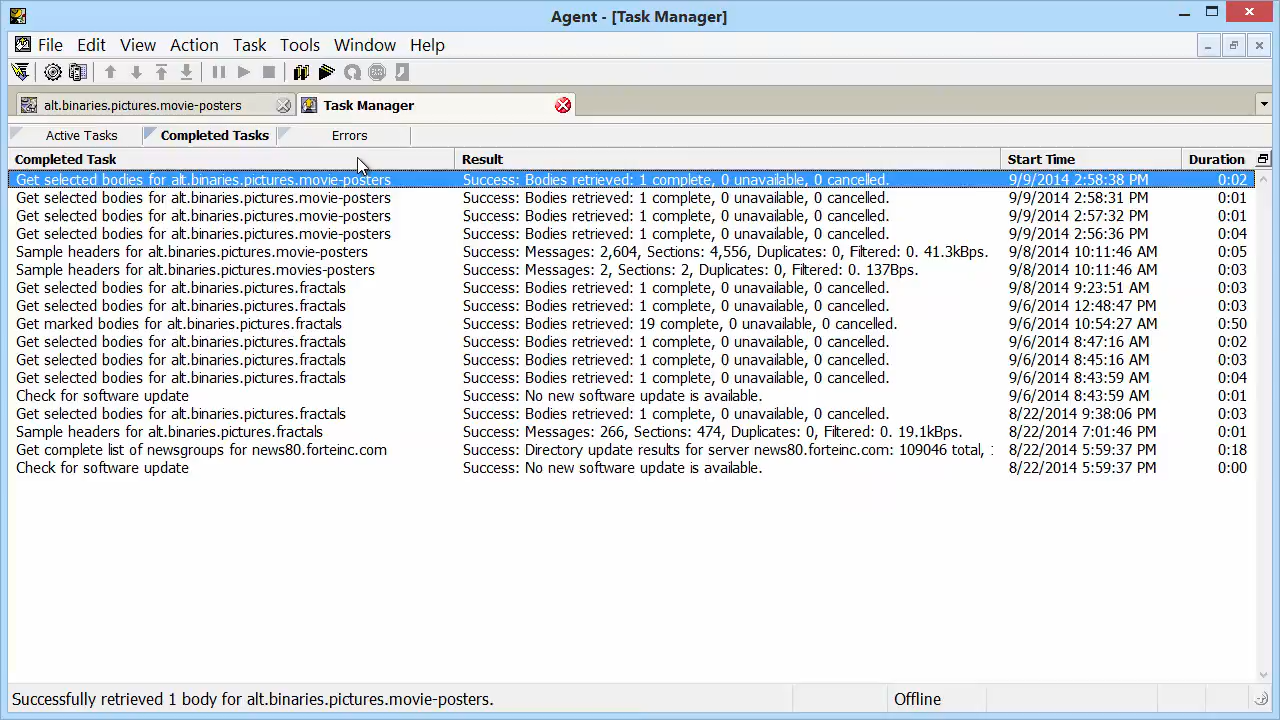 Agent - [Task Manager]
File Edit View Action Task Tools Window Help
alt.binaries.pictures.movie-posters Task Manager
Active Tasks Completed Tasks Errors
Completed Task Result Start Time Duration
Get selected bodies for alt.binaries.pictures.movie-posters Success: Bodies retrieved: 1 complete, 0 unavailable, 0 cancelled. 9/9/2014 2:58:38 PM 0:02
Get selected bodies for alt.binaries.pictures.movie-posters Success: Bodies retrieved: 1 complete, 0 unavailable, 0 cancelled. 9/9/2014 2:58:31 PM 0:01
Get selected bodies for alt.binaries.pictures.movie-posters Success: Bodies retrieved: 1 complete, 0 unavailable, 0 cancelled. 9/9/2014 2:57:32 PM 0:01
Get selected bodies for alt.binaries.pictures.movie-posters Success: Bodies retrieved: 1 complete, 0 unavailable, 0 cancelled. 9/9/2014 2:56:36 PM 0:04
Sample headers for alt.binaries.pictures.movie-posters Success: Messages: 2,604, Sections: 4,556, Duplicates: 0, Filtered: 0. 41.3kBps. 9/8/2014 10:11:46 AM 0:05
Sample headers for alt.binaries.pictures.movies-posters Success: Messages: 2, Sections: 2, Duplicates: 0, Filtered: 0. 137Bps. 9/8/2014 10:11:46 AM 0:03
Get selected bodies for alt.binaries.pictures.fractals Success: Bodies retrieved: 1 complete, 0 unavailable, 0 cancelled. 9/8/2014 9:23:51 AM 0:03
Get selected bodies for alt.binaries.pictures.fractals Success: Bodies retrieved: 1 complete, 0 unavailable, 0 cancelled. 9/6/2014 12:48:47 PM 0:03
Get marked bodies for alt.binaries.pictures.fractals Success: Bodies retrieved: 19 complete, 0 unavailable, 0 cancelled. 9/6/2014 10:54:27 AM 0:50
Get selected bodies for alt.binaries.pictures.fractals Success: Bodies retrieved: 1 complete, 0 unavailable, 0 cancelled. 9/6/2014 8:47:16 AM 0:02
Get selected bodies for alt.binaries.pictures.fractals Success: Bodies retrieved: 1 complete, 0 unavailable, 0 cancelled. 9/6/2014 8:45:16 AM 0:03
Get selected bodies for alt.binaries.pictures.fractals Success: Bodies retrieved: 1 complete, 0 unavailable, 0 cancelled. 9/6/2014 8:43:59 AM 0:04
Check for software update Success: No new software update is available. 9/6/2014 8:43:59 AM 0:01
Get selected bodies for alt.binaries.pictures.fractals Success: Bodies retrieved: 1 complete, 0 unavailable, 0 cancelled. 8/22/2014 9:38:06 PM 0:03
Sample headers for alt.binaries.pictures.fractals Success: Messages: 266, Sections: 474, Duplicates: 0, Filtered: 0. 19.1kBps. 8/22/2014 7:01:46 PM 0:01
Get complete list of newsgroups for news80.forteinc.com Success: Directory update results for server news80.forteinc.com: 109046 total, 8/22/2014 5:59:37 PM 0:18
Check for software update Success: No new software update is available. 8/22/2014 5:59:37 PM 0:00
Successfully retrieved 1 body for alt.binaries.pictures.movie-posters. Offline